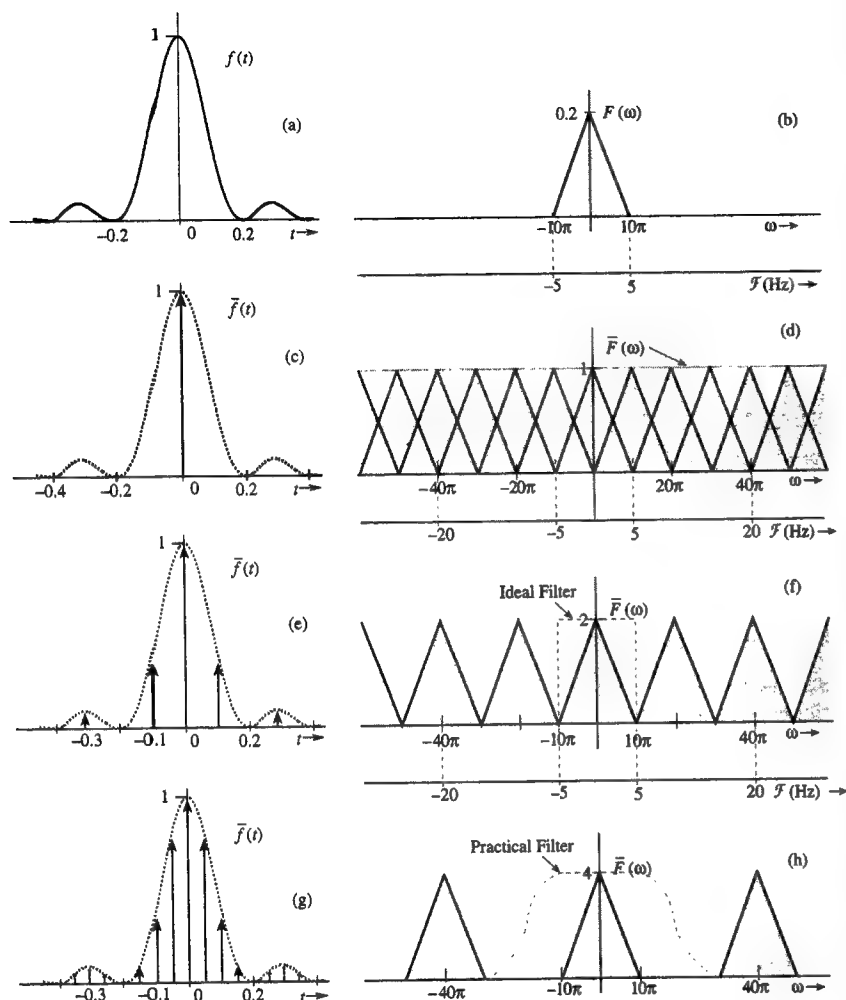 1
f(t)
(a)
-0.2 0 0.2 t→
0.2 F(ω)
(b)
-10π 10π ω→
-5 5 ℱ(Hz)→
1
f̄(t)
(c)
-0.4 -0.2 0 0.2 t→
(d)
F̄(ω)
1
-40π -20π 20π 40π ω→
-20 -5 5 20 ℱ(Hz)→
1
f̄(t)
(e)
-0.3 -0.1 0 0.2 t→
(f)
Ideal Filter
2 F̄(ω)
-40π -10π 10π 40π ω→
-20 -5 5 20 ℱ(Hz)→
1
f̄(t)
(g)
-0.3 -0.1 0 0.2 t→
Practical Filter
4 F̄(ω)
(h)
-40π -10π 10π 40π ω→